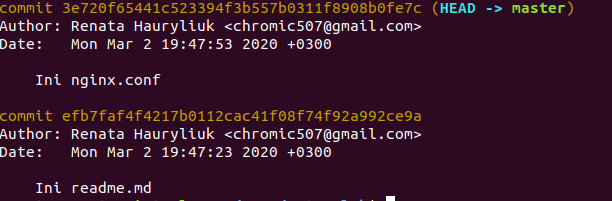 commit 3e720f65441c523394f3b557b0311f8908b0fe7c (HEAD -> master)
Author: Renata Hauryliuk <chromic507@gmail.com>
Date:   Mon Mar 2 19:47:53 2020 +0300
Ini nginx.conf
commit efb7faf4f4217b0112cac41f08f74f92a992ce9a
Author: Renata Hauryliuk <chromic507@gmail.com>
Date:   Mon Mar 2 19:47:23 2020 +0300
Ini readme.md